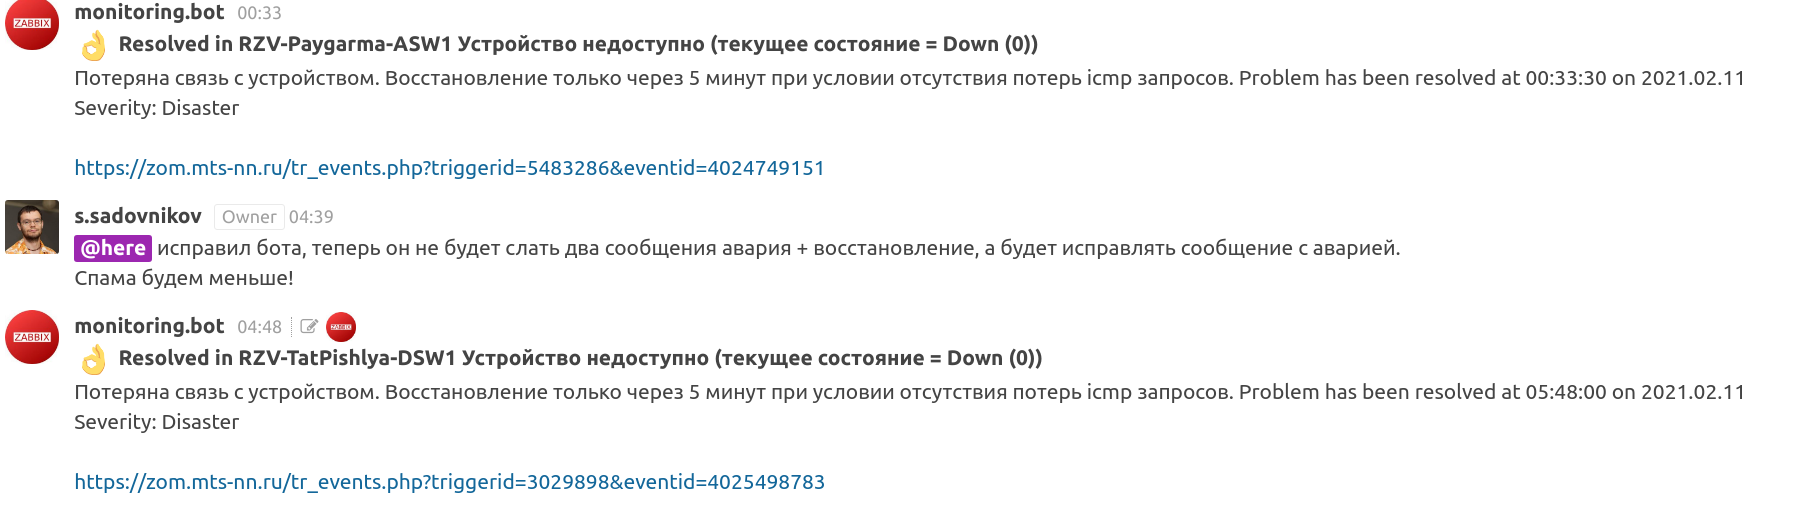 ZABBIX
monitoring.bot 00:33
Resolved in RZV-Paygarma-ASW1 Устройство недоступно (текущее состояние = Down (0))
Потеряна связь с устройством. Восстановление только через 5 минут при условии отсутствия потерь icmp запросов. Problem has been resolved at 00:33:30 on 2021.02.11
Severity: Disaster
https://zom.mts-nn.ru/tr_events.php?triggerid=5483286&eventid=4024749151
s.sadovnikov Owner 04:39
@here исправил бота, теперь он не будет слать два сообщения авария + восстановление, а будет исправлять сообщение с аварией.
Спама будем меньше!
ZABBIX
monitoring.bot 04:48 ZABBIX
Resolved in RZV-TatPishlya-DSW1 Устройство недоступно (текущее состояние = Down (0))
Потеряна связь с устройством. Восстановление только через 5 минут при условии отсутствия потерь icmp запросов. Problem has been resolved at 05:48:00 on 2021.02.11
Severity: Disaster
https://zom.mts-nn.ru/tr_events.php?triggerid=3029898&eventid=4025498783